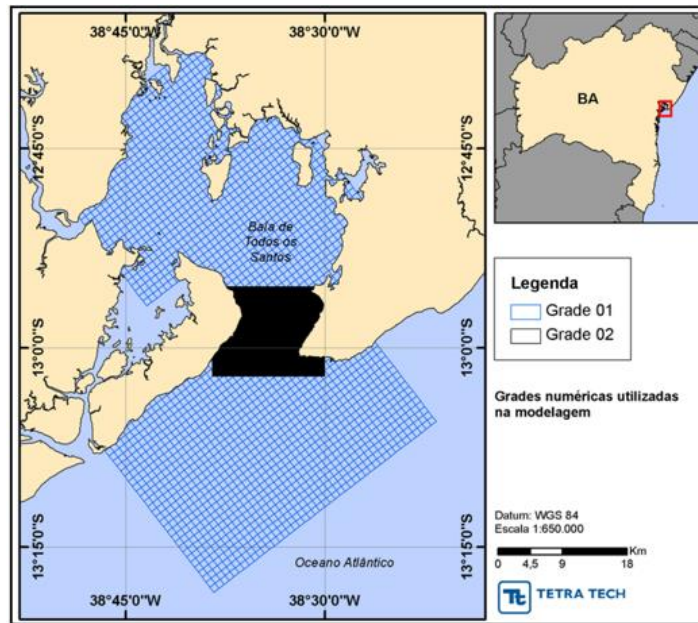 38°45'0"W
38°30'0"W
12°45'0"S
12°45'0"S
Baía de
Todos os
Santos
13°0'0"S
13°0'0"S
13°15'0"S
13°15'0"S
Oceano Atlântico
38°45'0"W
38°30'0"W
BA
Legenda
Grade 01
Grade 02
Grades numéricas utilizadas
na modelagem
Datum: WGS 84
Escala 1:650.000
Km
0 4,5 9 18
Tt TETRA TECH